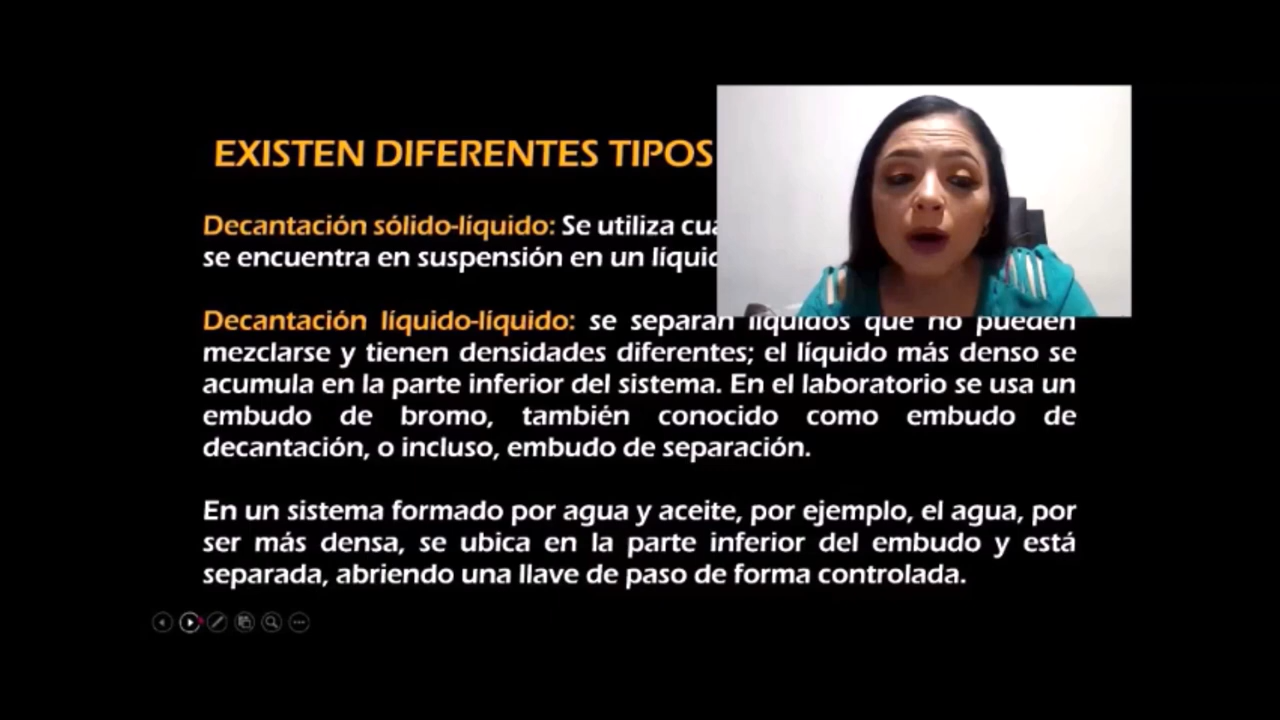 EXISTEN DIFERENTES TIPOS
Decantación sólido-líquido: Se utiliza
se encuentra en suspensión en un
Decantación líquido-líquido: se separan líquidos que no pueden
mezclarse y tienen densidades diferentes; el líquido más denso se
acumula en la parte inferior del sistema. En el laboratorio se usa un
embudo de bromo, también conocido como embudo de
decantación, o incluso, embudo de separación.
En un sistema formado por agua y aceite, por ejemplo, el agua, por
ser más densa, se ubica en la parte inferior del embudo y está
separada, abriendo una llave de paso de forma controlada.